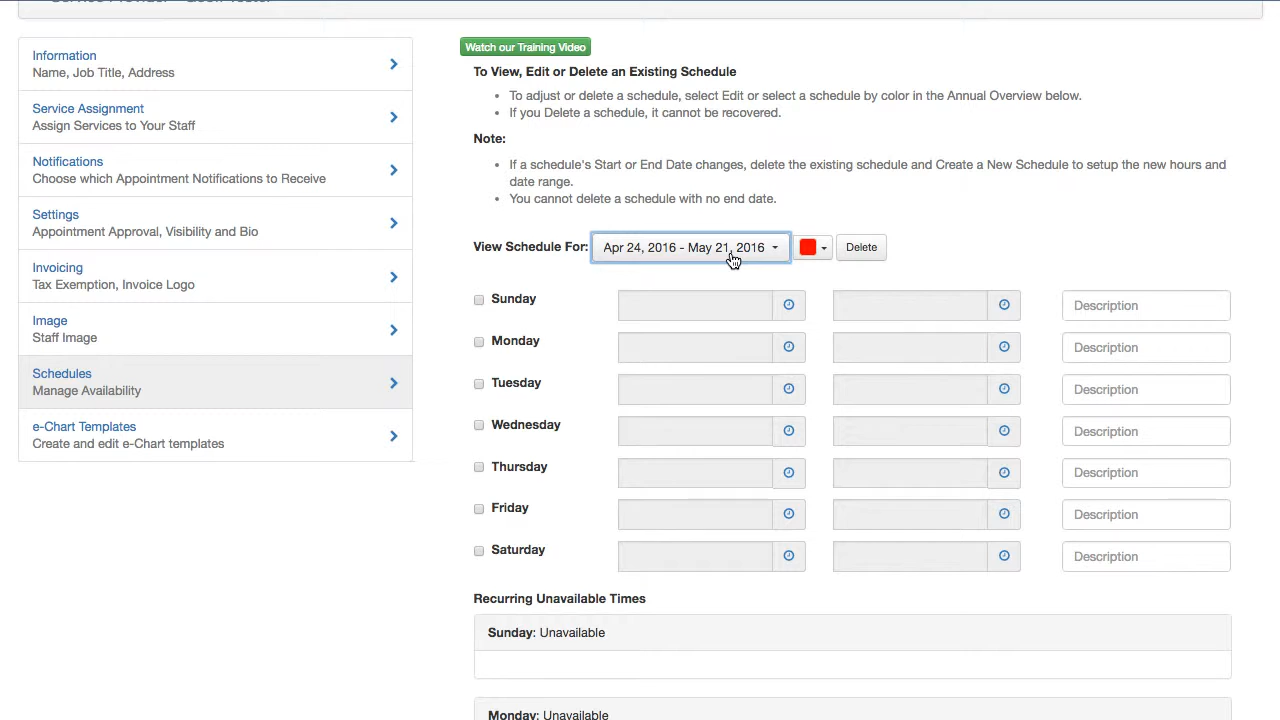 Watch our Training Video
Information
Name, Job Title, Address
Service Assignment
Assign Services to Your Staff
Notifications
Choose which Appointment Notifications to Receive
Settings
Appointment Approval, Visibility and Bio
Invoicing
Tax Exemption, Invoice Logo
Image
Staff Image
Schedules
Manage Availability
e-Chart Templates
Create and edit e-Chart templates
To View, Edit or Delete an Existing Schedule
To adjust or delete a schedule, select Edit or select a schedule by color in the Annual Overview below.
If you Delete a schedule, it cannot be recovered.
Note:
If a schedule's Start or End Date changes, delete the existing schedule and Create a New Schedule to setup the new hours and
date range.
You cannot delete a schedule with no end date.
View Schedule For: Apr 24, 2016 - May 21, 2016 Delete
Sunday Description
Monday Description
Tuesday Description
Wednesday Description
Thursday Description
Friday Description
Saturday Description
Recurring Unavailable Times
Sunday: Unavailable
Monday: Unavailable